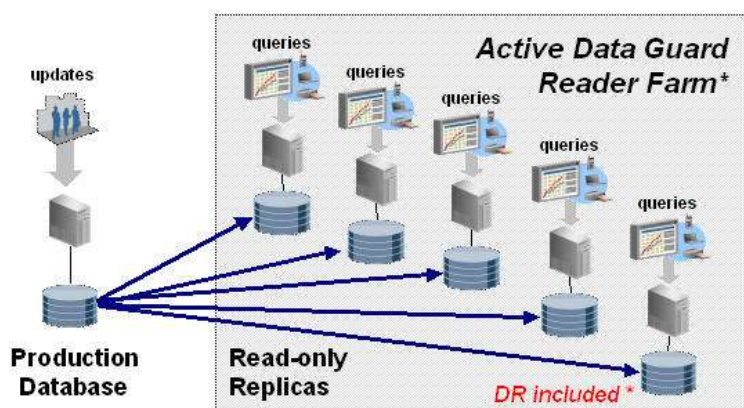 updates
queries
queries
queries
queries
queries
Active Data Guard
Reader Farm*
Production
Database
Read-only
Replicas
DR included *